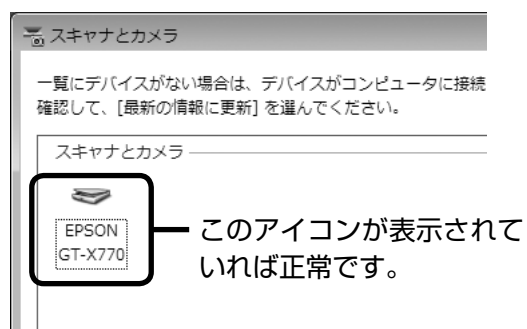 スキャナとカメラ
一覧にデバイスがない場合は、デバイスがコンピュータに接続
確認して、[最新の情報に更新] を選んでください。
スキャナとカメラ
EPSON
GT-X770
このアイコンが表示されて
いれば正常です。